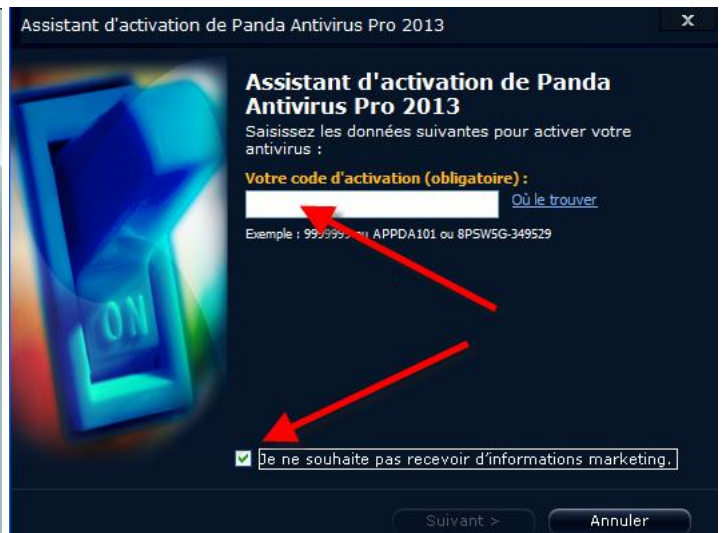 Assistant d'activation de Panda Antivirus Pro 2013
X
Assistant d'activation de Panda
Antivirus Pro 2013
Saisissez les données suivantes pour activer votre
antivirus :
Votre code d'activation (obligatoire) :
Où le trouver
Exemple : 9999999 ou APPDA101 ou 8PSW5G-349529
ON
Je ne souhaite pas recevoir d'informations marketing.
Suivant >
Annuler